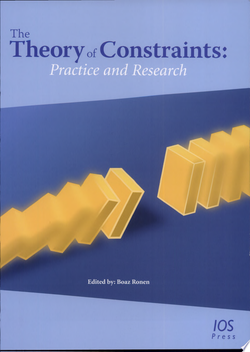 The
Theory of Constraints:
Practice and Research
Edited by: Boaz Ronen
IOS
Press